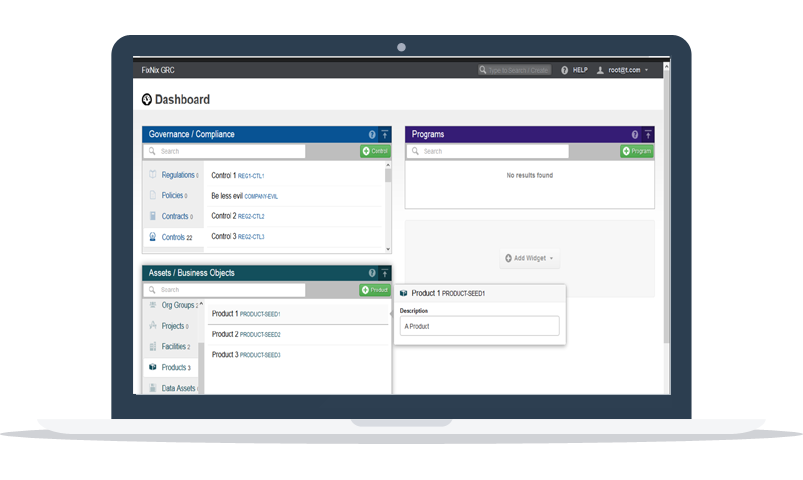 FixNix GRC
Type to Search / Create
HELP
root@t.com
Dashboard
Governance / Compliance
Search
Control
Regulations 0
Control 1 REG1-CTL1
Policies 0
Be less evil COMPANY-EVIL
Contracts 0
Control 2 REG2-CTL2
Controls 22
Control 3 REG2-CTL3
Programs
Search
Program
No results found
Add Widget
Assets / Business Objects
Search
Product
Org Groups 2
Product 1 PRODUCT-SEED1
Projects 0
Product 2 PRODUCT-SEED2
Facilities 2
Product 3 PRODUCT-SEED3
Products 3
Data Assets
Product 1 PRODUCT-SEED1
Description
A Product